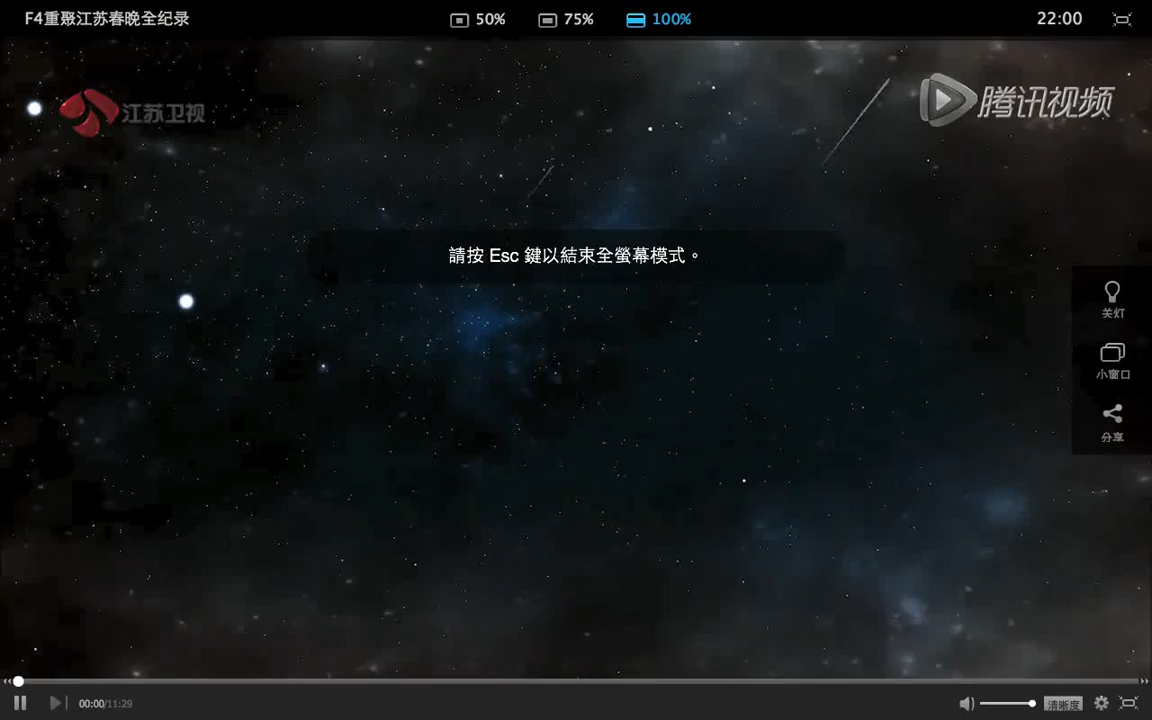 F4重聚江苏春晚全纪录
50%
75%
100%
22:00
江苏卫视
腾讯视频
請按 Esc 鍵以結束全螢幕模式。
关灯
小窗口
分享
00:00/11:29
清晰度